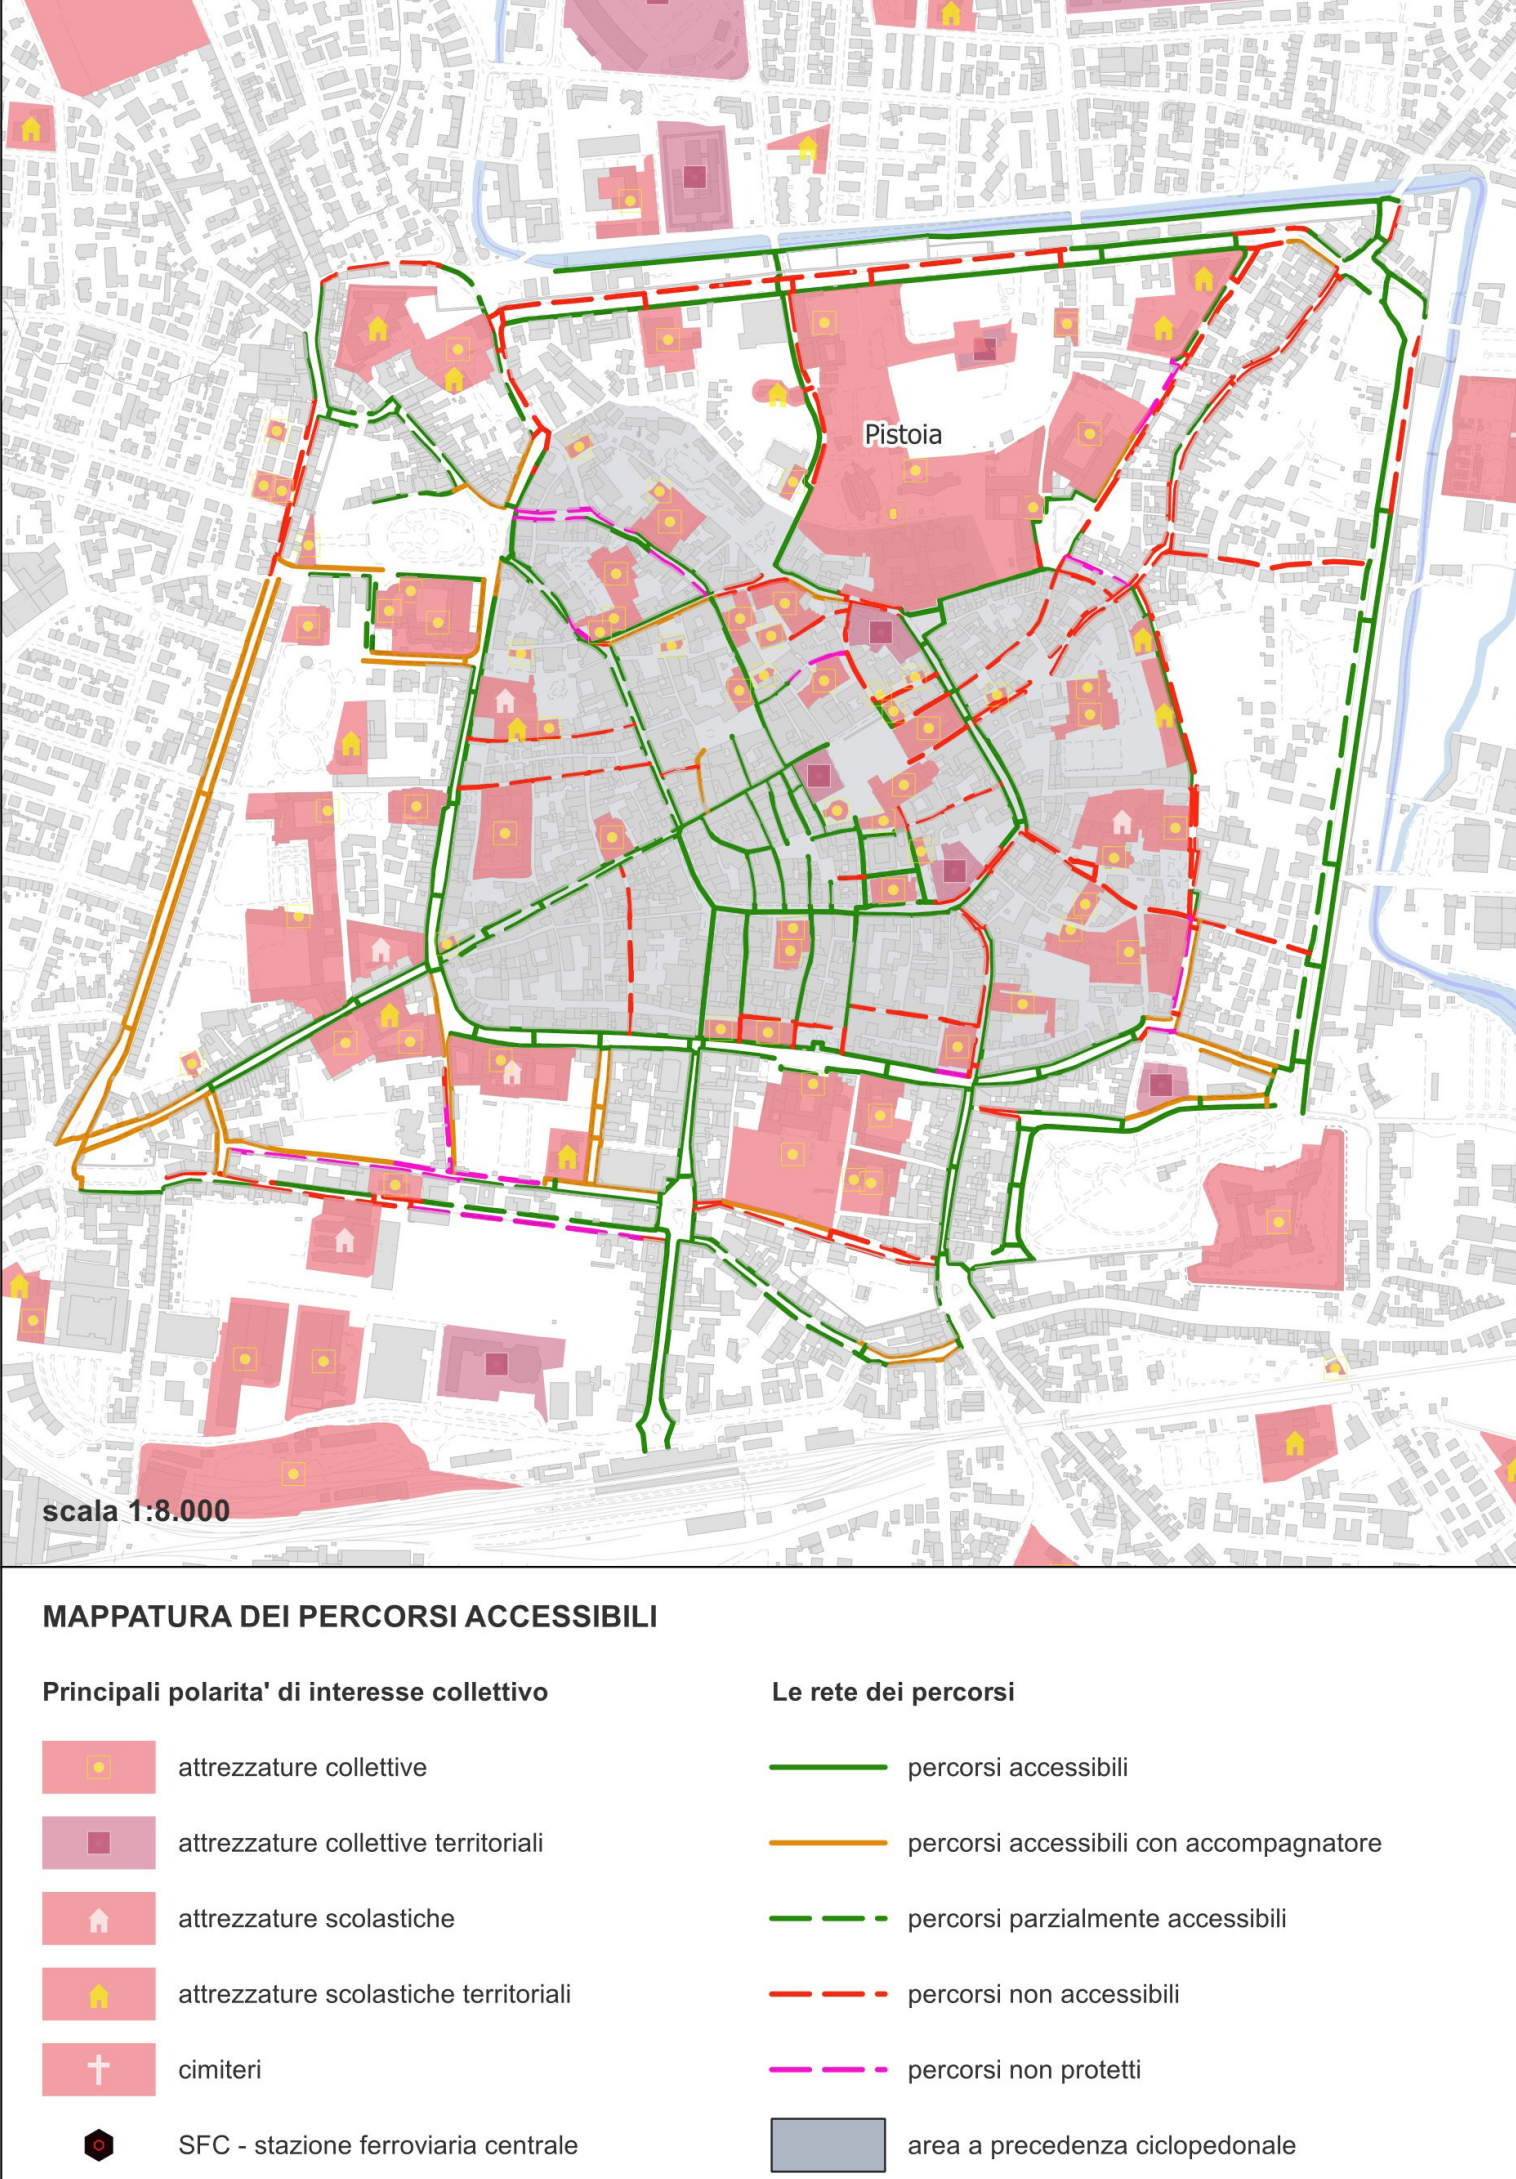 Pistoia
scala 1:8.000
MAPPATURA DEI PERCORSI ACCESSIBILI
Principali polarita' di interesse collettivo
attrezzature collettive
attrezzature collettive territoriali
attrezzature scolastiche
attrezzature scolastiche territoriali
cimiteri
SFC - stazione ferroviaria centrale
Le rete dei percorsi
percorsi accessibili
percorsi accessibili con accompagnatore
percorsi parzialmente accessibili
percorsi non accessibili
percorsi non protetti
area a precedenza ciclopedonale